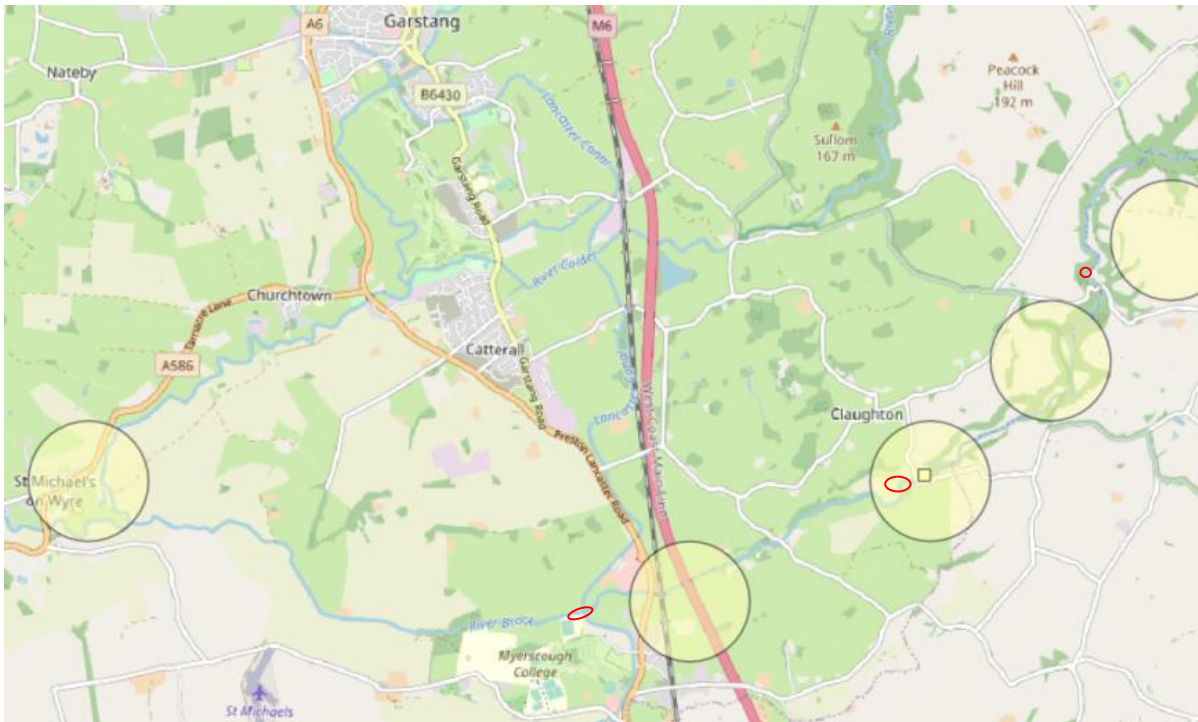 Garstang
A6
M6
River
Nateby
B6430
Peacock
Hill
192 m
Lancaster Canal
Sullom
167 m
Garstang Road
River Calder
Churchtown
Tarnacre Lane
Catterall
A586
Garstang Road
West Coast Main Line
Claughton
Preston Lancaster Road
St Michael's
on Wyre
River Brock
Myerscough
College
St Michaels